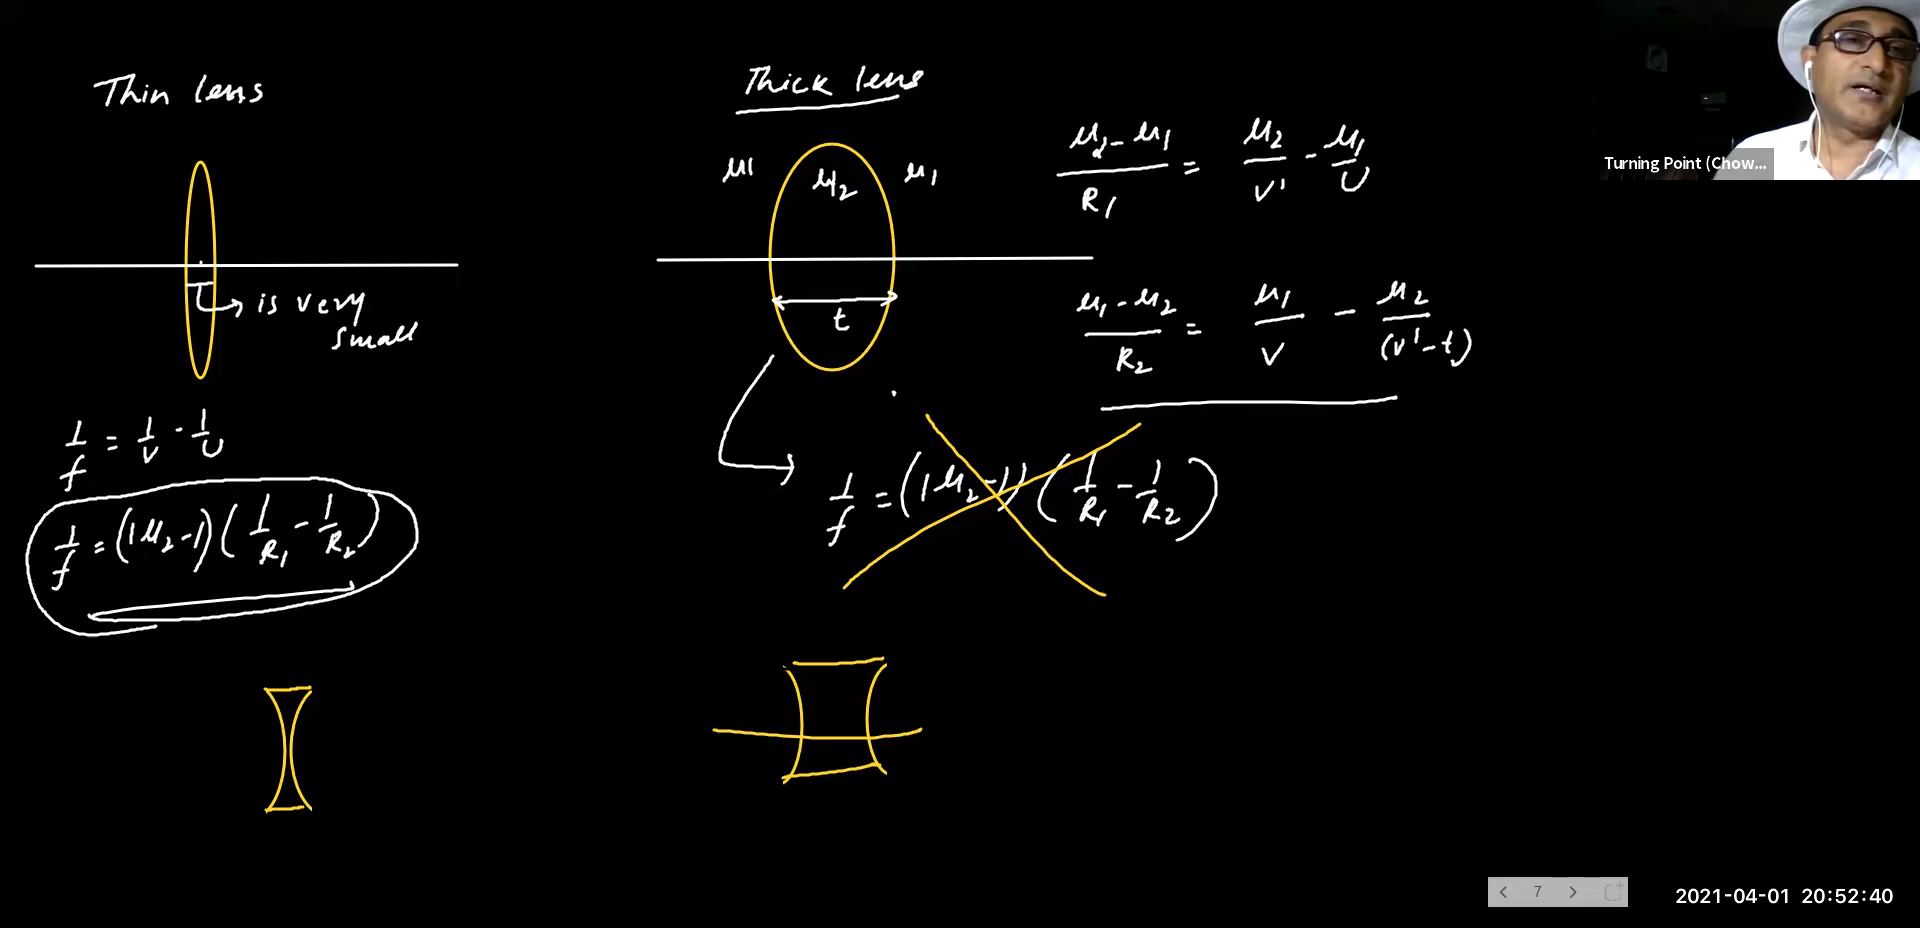 Thin lens
is very
small
1/f = 1/v - 1/U
1/f = (1μ2 - 1)(1/R1 - 1/R2)
Thick lens
μ1 μ2 μ1
t
(μ2 - μ1)/R1 = μ2/v' - μ1/U
(μ1 - μ2)/R2 = μ1/v - μ2/(v' - t)
1/f = (1μ2 - 1)(1/R1 - 1/R2)
Turning Point (Chow...
7
2021-04-01 20:52:40